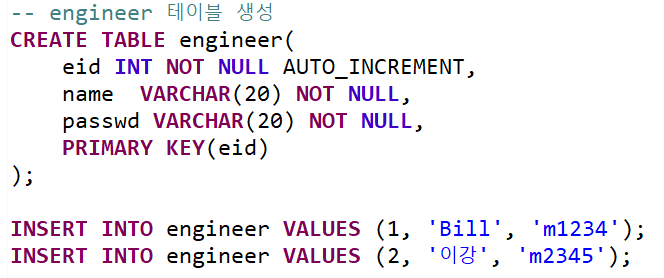 -- engineer 테이블 생성
CREATE TABLE engineer(
    eid INT NOT NULL AUTO_INCREMENT,
    name  VARCHAR(20) NOT NULL,
    passwd VARCHAR(20) NOT NULL,
    PRIMARY KEY(eid)
);

INSERT INTO engineer VALUES (1, 'Bill', 'm1234');
INSERT INTO engineer VALUES (2, '이강', 'm2345');